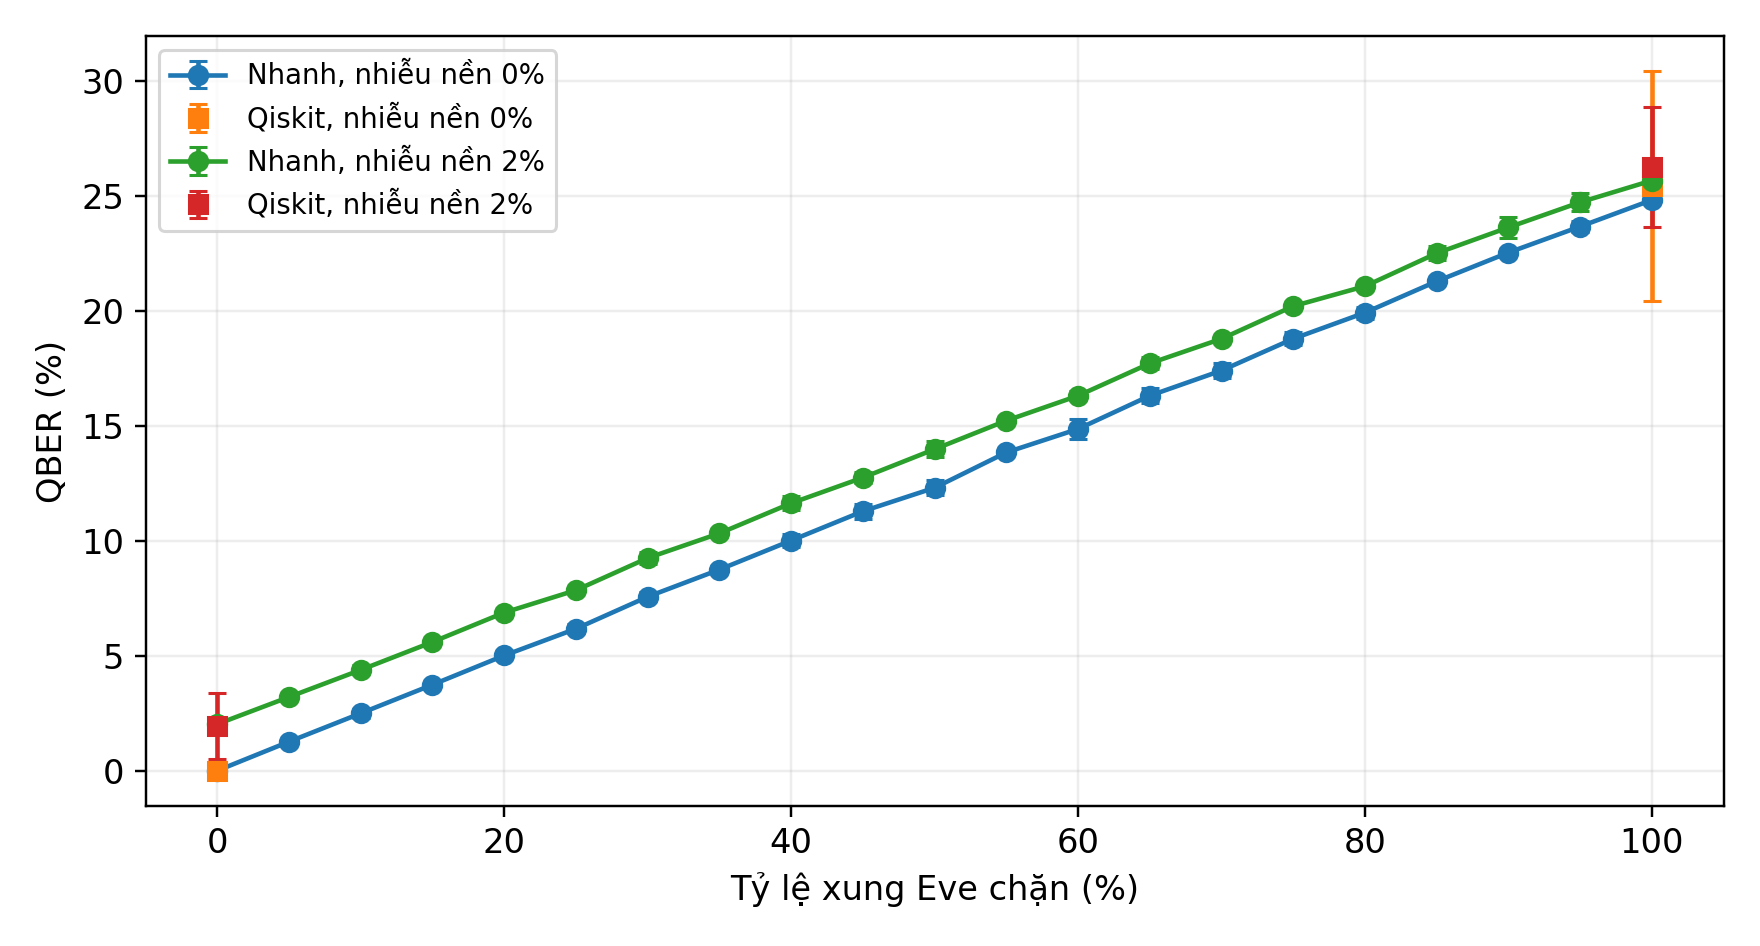 Nhanh, nhiễu nền 0%
Qiskit, nhiễu nền 0%
Nhanh, nhiễu nền 2%
Qiskit, nhiễu nền 2%
30
25
20
15
10
5
0
QBER (%)
0 20 40 60 80 100
Tỷ lệ xung Eve chặn (%)